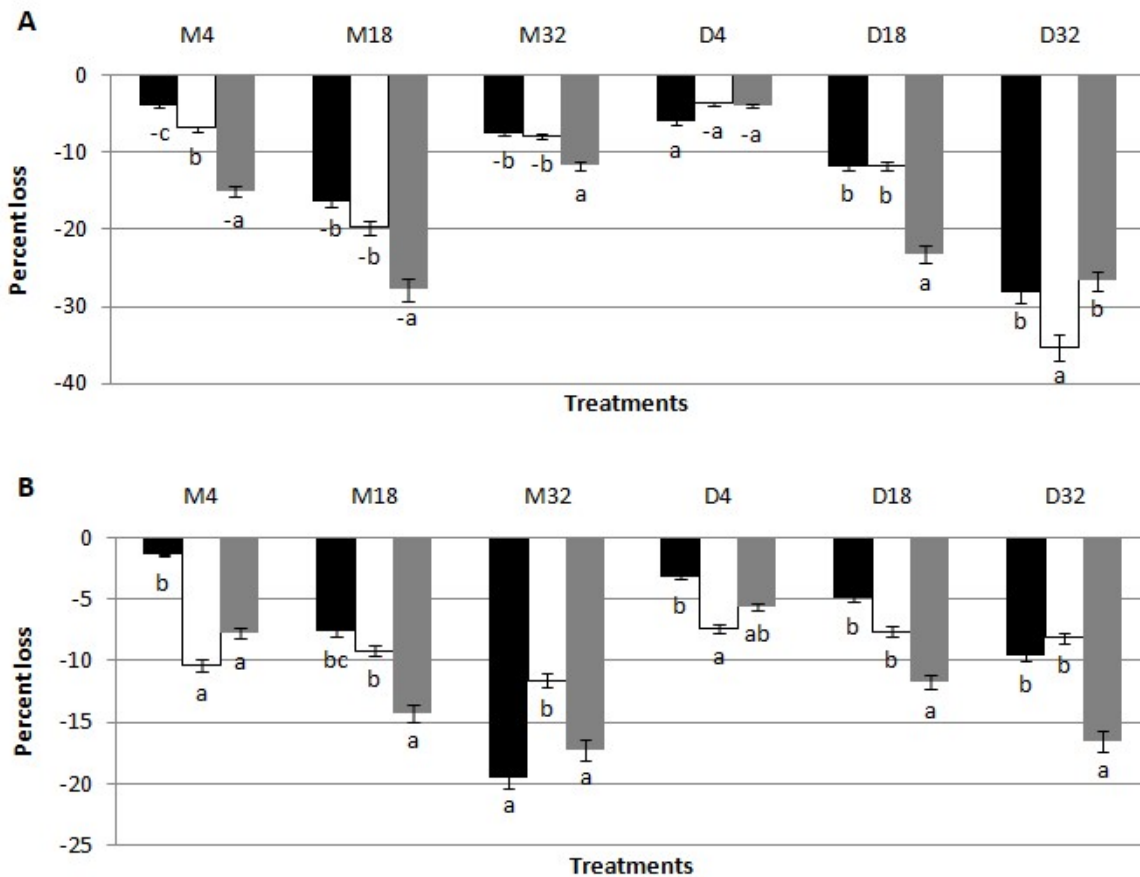 A
M4 M18 M32 D4 D18 D32
0
-10
-20
-30
-40
Percent loss
-c b -a -b -b -a -b -b a a -a -a b b a b a b
Treatments
B
M4 M18 M32 D4 D18 D32
0
-5
-10
-15
-20
-25
Percent loss
b a a bc b a a b a b a ab b b a b b a
Treatments